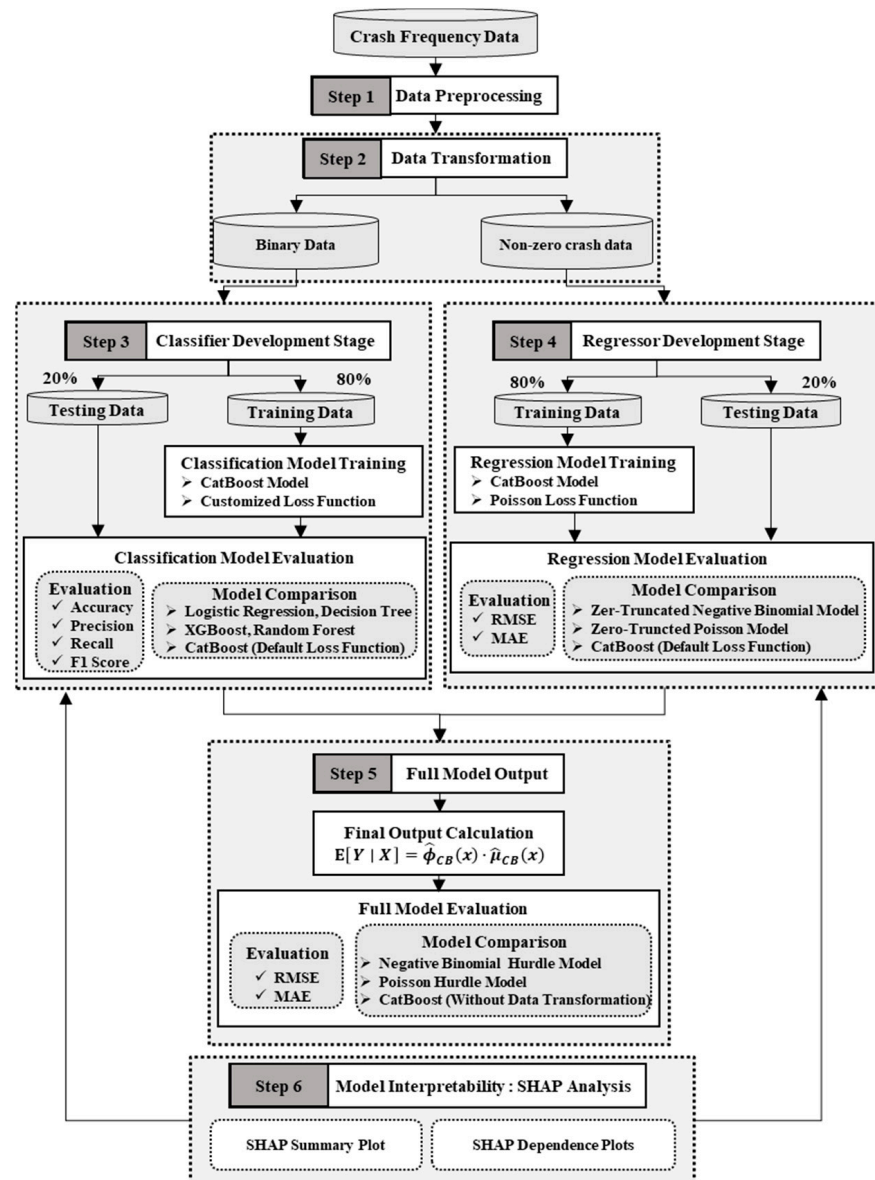 Crash Frequency Data
Step 1
Data Preprocessing
Step 2
Data Transformation
Binary Data
Non-zero crash data
Step 3
Classifier Development Stage
20%
80%
Testing Data
Training Data
Classification Model Training
➢ CatBoost Model
➢ Customized Loss Function
Classification Model Evaluation
Evaluation
✓ Accuracy
✓ Precision
✓ Recall
✓ F1 Score
Model Comparison
➢ Logistic Regression, Decision Tree
➢ XGBoost, Random Forest
➢ CatBoost (Default Loss Function)
Step 4
Regressor Development Stage
80%
20%
Training Data
Testing Data
Regression Model Training
➢ CatBoost Model
➢ Poisson Loss Function
Regression Model Evaluation
Evaluation
✓ RMSE
✓ MAE
Model Comparison
➢ Zer-Truncated Negative Binomial Model
➢ Zero-Truncted Poisson Model
➢ CatBoost (Default Loss Function)
Step 5
Full Model Output
Final Output Calculation
E[Y | X] = ϕ̂_CB(x) · μ̂_CB(x)
Full Model Evaluation
Evaluation
✓ RMSE
✓ MAE
Model Comparison
➢ Negative Binomial Hurdle Model
➢ Poisson Hurdle Model
➢ CatBoost (Without Data Transformation)
Step 6
Model Interpretability : SHAP Analysis
SHAP Summary Plot
SHAP Dependence Plots